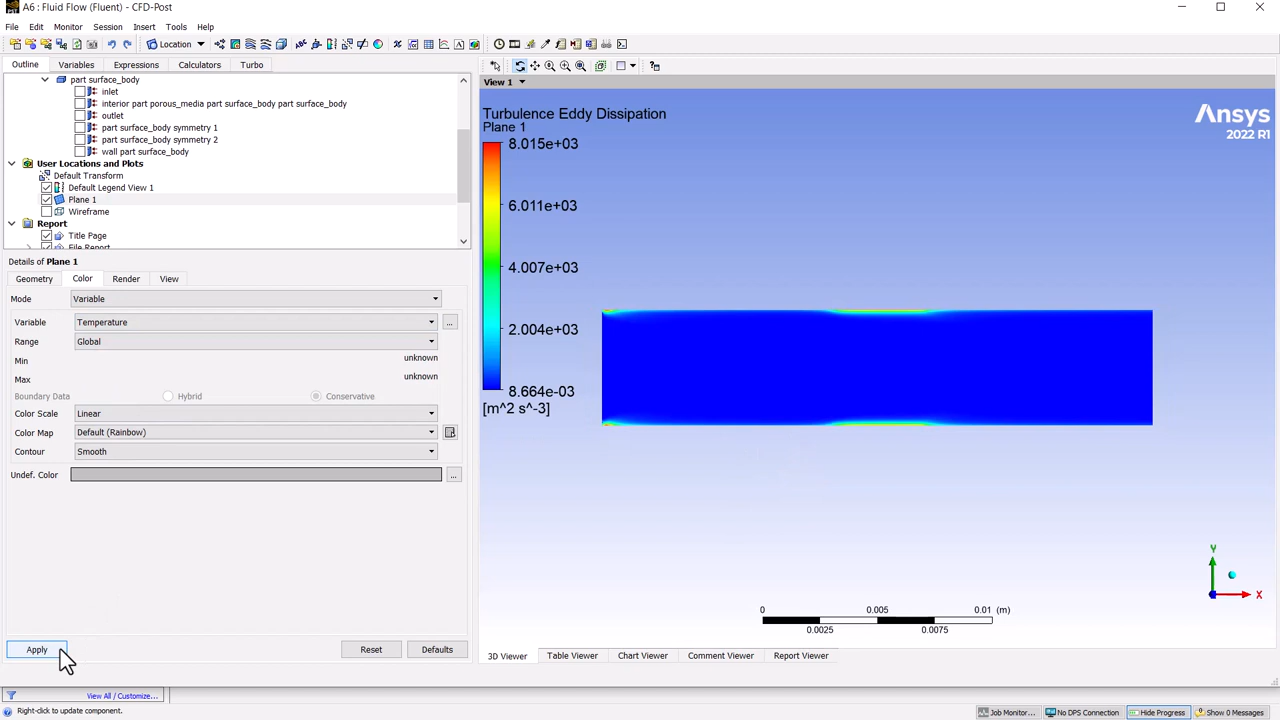 A6 : Fluid Flow (Fluent) - CFD-Post
File Edit Monitor Session Insert Tools Help
Location
Outline Variables Expressions Calculators Turbo
part surface_body
inlet
interior part porous_media part surface_body part surface_body
outlet
part surface_body symmetry 1
part surface_body symmetry 2
wall part surface_body
User Locations and Plots
Default Transform
Default Legend View 1
Plane 1
Wireframe
Report
Title Page
File Report
Details of Plane 1
Geometry Color Render View
Mode Variable
Variable Temperature ...
Range Global
Min unknown
Max unknown
Boundary Data Hybrid Conservative
Color Scale Linear
Color Map Default (Rainbow)
Contour Smooth
Undef. Color ...
Apply Reset Defaults
View 1
Turbulence Eddy Dissipation
Plane 1
8.015e+03
6.011e+03
4.007e+03
2.004e+03
8.664e-03
[m^2 s^-3]
Ansys
2022 R1
Y
X
0 0.005 0.01 (m)
0.0025 0.0075
3D Viewer Table Viewer Chart Viewer Comment Viewer Report Viewer
View All / Customize...
Right-click to update component.
Job Monitor... No DPS Connection Hide Progress Show 0 Messages